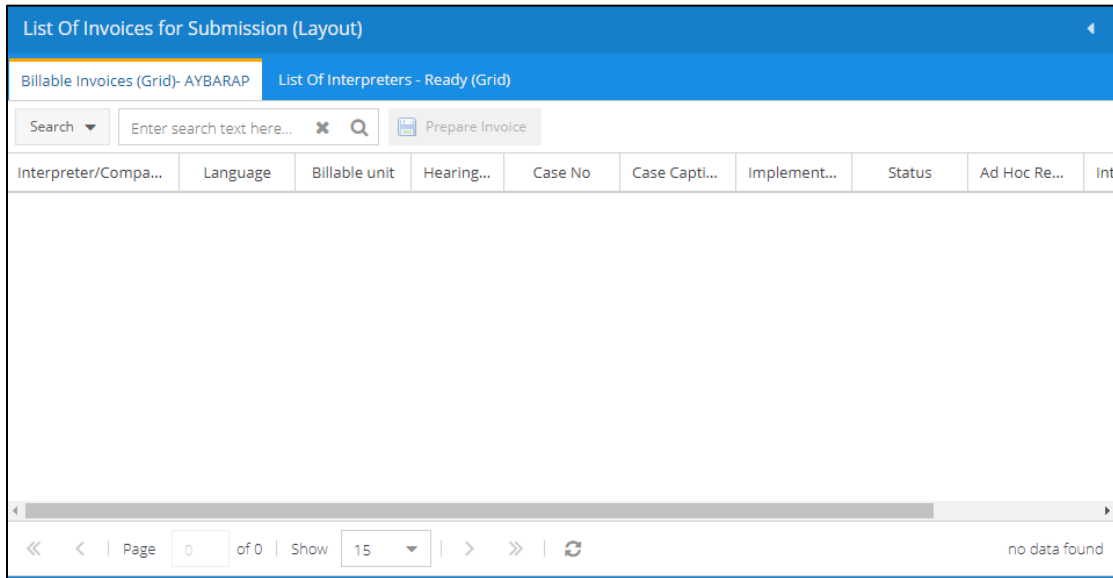 List Of Invoices for Submission (Layout)
Billable Invoices (Grid)- AYBARAP List Of Interpreters - Ready (Grid)
Search Enter search text here... Prepare Invoice
Interpreter/Compa... Language Billable unit Hearing... Case No Case Capti... Implement... Status Ad Hoc Re... Int
Page 0 of 0 Show 15 no data found